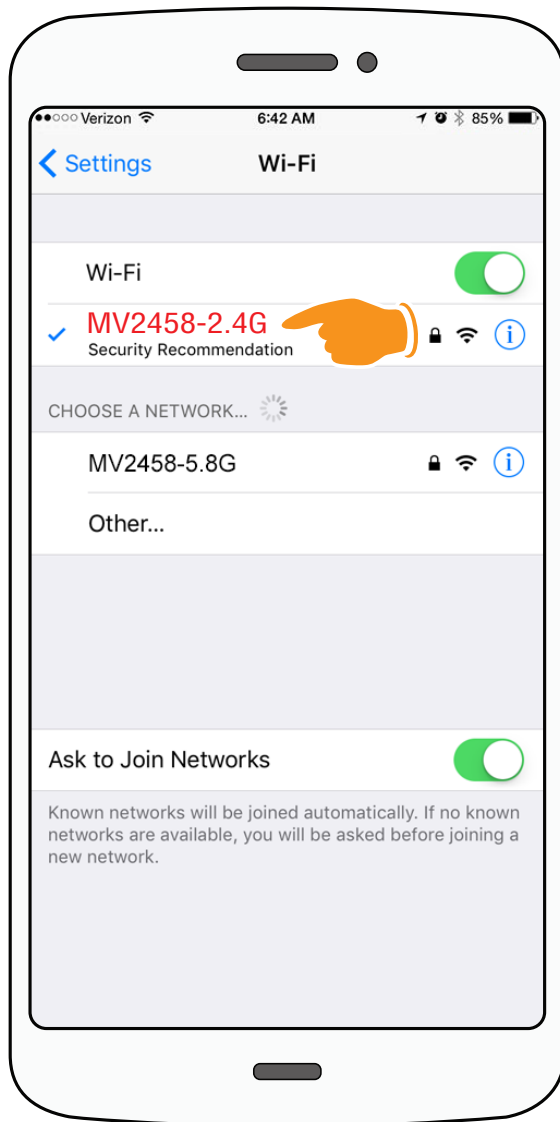 Verizon 6:42 AM 85%
Settings Wi-Fi
Wi-Fi
MV2458-2.4G
Security Recommendation
CHOOSE A NETWORK...
MV2458-5.8G
Other...
Ask to Join Networks
Known networks will be joined automatically. If no known
networks are available, you will be asked before joining a
new network.